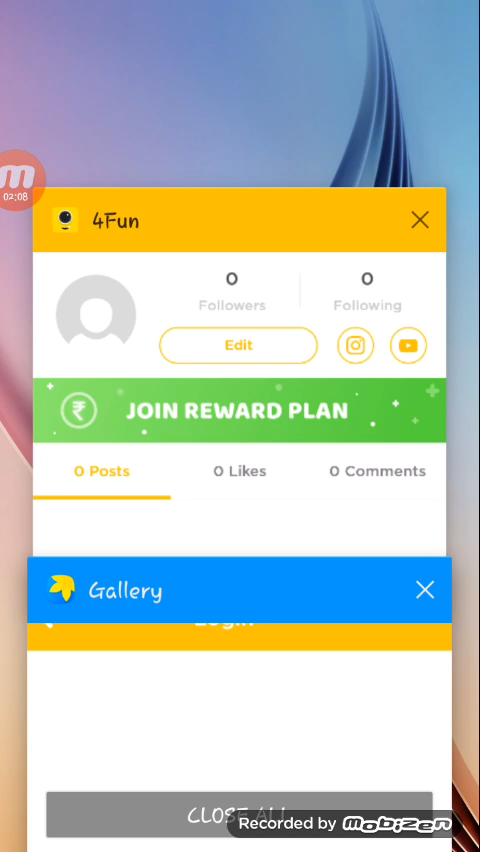 02:08
4Fun
0
0
Followers
Following
Edit
₹
JOIN REWARD PLAN
0 Posts
0 Likes
0 Comments
Gallery
Login
CLOSE ALL
Recorded by MOBIZEN